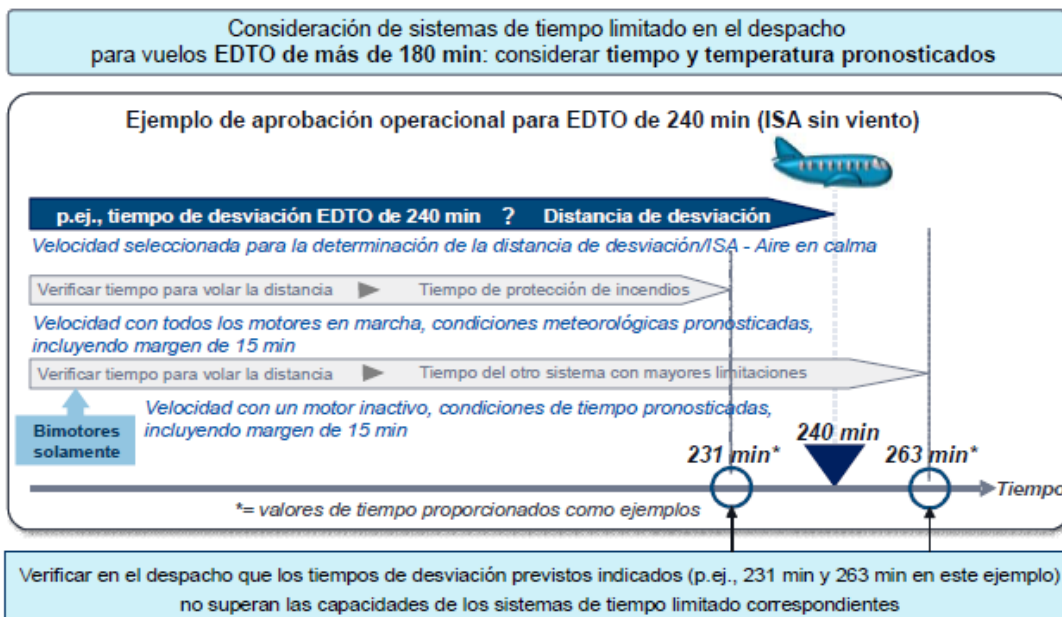 Consideración de sistemas de tiempo limitado en el despacho
para vuelos EDTO de más de 180 min: considerar tiempo y temperatura pronosticados
Ejemplo de aprobación operacional para EDTO de 240 min (ISA sin viento)
p.ej., tiempo de desviación EDTO de 240 min ? Distancia de desviación
Velocidad seleccionada para la determinación de la distancia de desviación/ISA - Aire en calma
Verificar tiempo para volar la distancia Tiempo de protección de incendios
Velocidad con todos los motores en marcha, condiciones meteorológicas pronosticadas,
incluyendo margen de 15 min
Verificar tiempo para volar la distancia Tiempo del otro sistema con mayores limitaciones
Velocidad con un motor inactivo, condiciones de tiempo pronosticadas,
incluyendo margen de 15 min
Bimotores
solamente
231 min* 240 min 263 min*
Tiempo
*= valores de tiempo proporcionados como ejemplos
Verificar en el despacho que los tiempos de desviación previstos indicados (p.ej., 231 min y 263 min en este ejemplo)
no superan las capacidades de los sistemas de tiempo limitado correspondientes